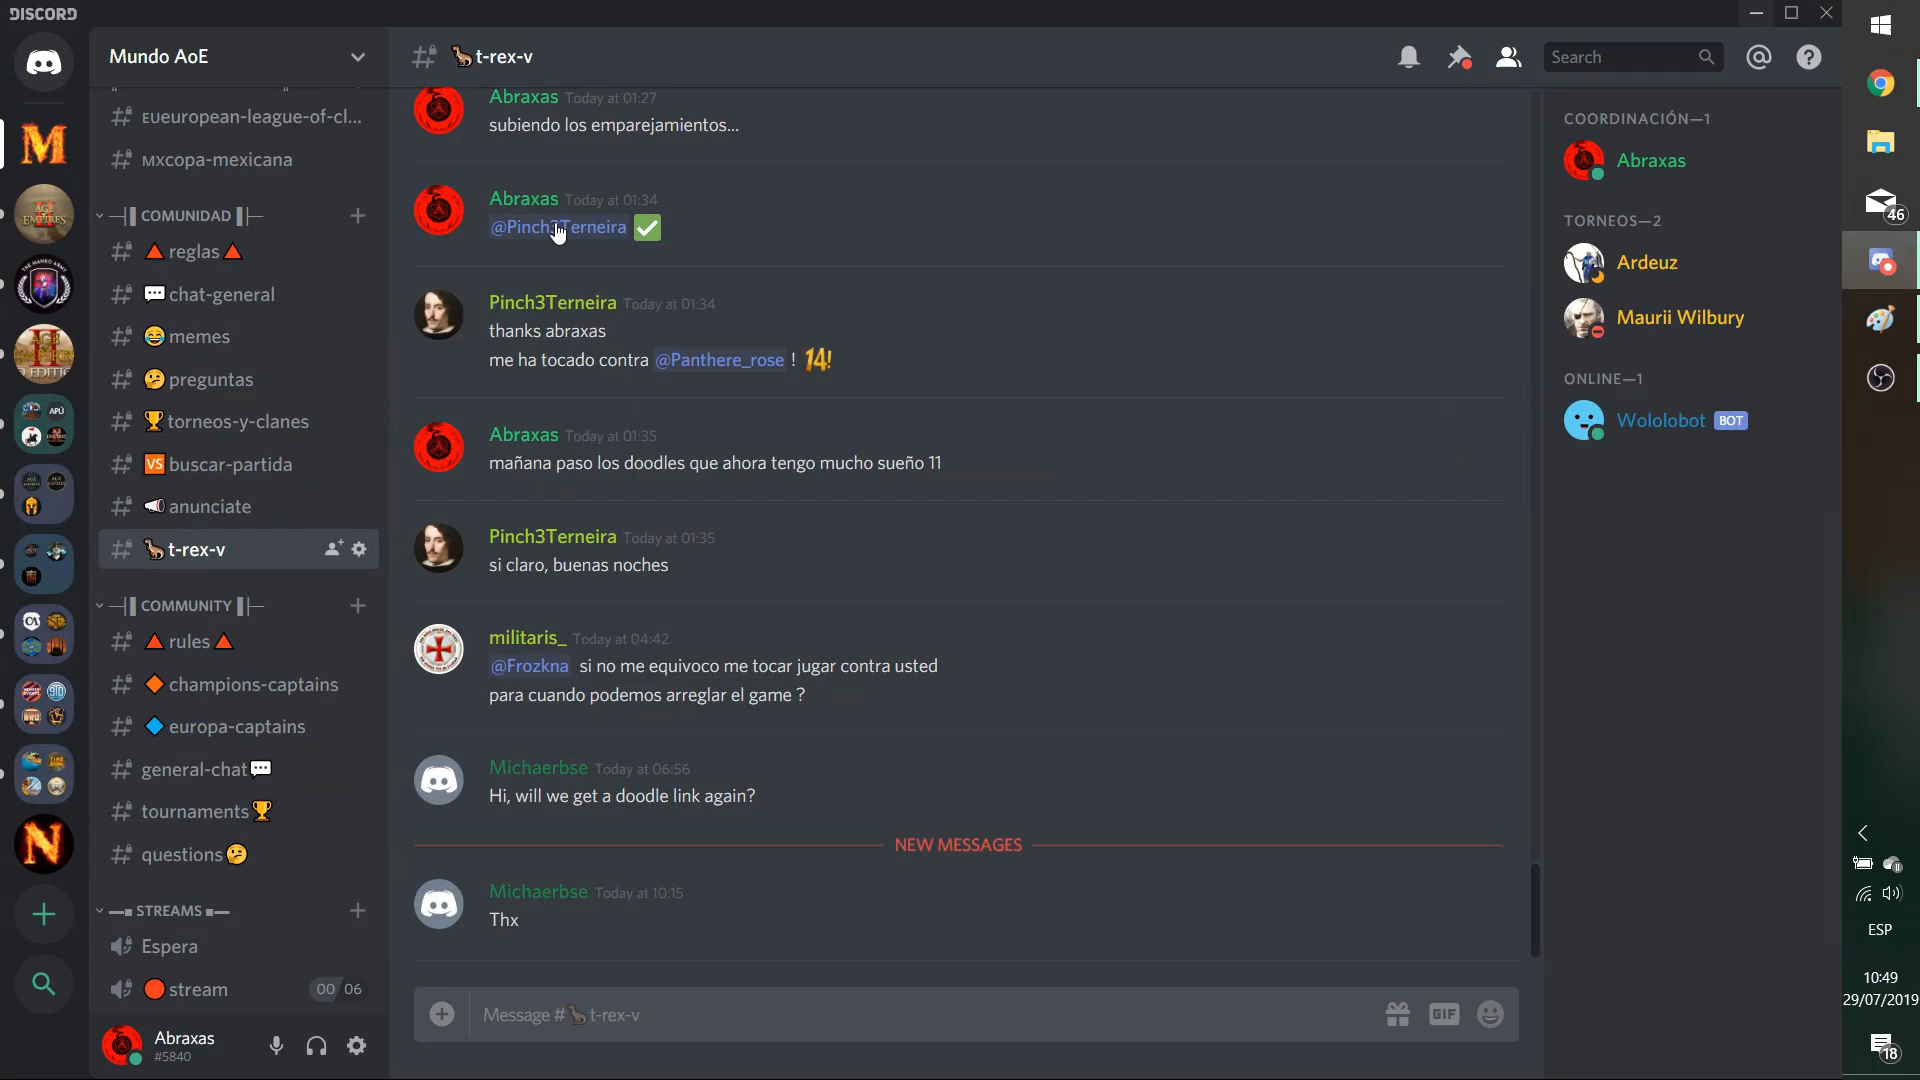 DISCORD
Mundo AoE
EUeuropean-league-of-cl...
MXcopa-mexicana
COMUNIDAD
reglas
chat-general
memes
preguntas
torneos-y-clanes
VS buscar-partida
anunciate
t-rex-v
COMMUNITY
rules
champions-captains
europa-captains
general-chat
tournaments
questions
STREAMS
Espera
stream 00 06
Abraxas
#5840
t-rex-v
Search
Abraxas Today at 01:27
subiendo los emparejamientos...
Abraxas Today at 01:34
@Pinch3Terneira
Pinch3Terneira Today at 01:34
thanks abraxas
me ha tocado contra @Panthere_rose ! 14!
Abraxas Today at 01:35
mañana paso los doodles que ahora tengo mucho sueño 11
Pinch3Terneira Today at 01:35
si claro, buenas noches
militaris_ Today at 04:42
@Frozkna si no me equivoco me tocar jugar contra usted
para cuando podemos arreglar el game ?
Michaerbse Today at 06:56
Hi, will we get a doodle link again?
NEW MESSAGES
Michaerbse Today at 10:15
Thx
Message # t-rex-v
GIF
COORDINACIÓN—1
Abraxas
TORNEOS—2
Ardeuz
Maurii Wilbury
ONLINE—1
Wololobot BOT
46
ESP
10:49
29/07/2019
18